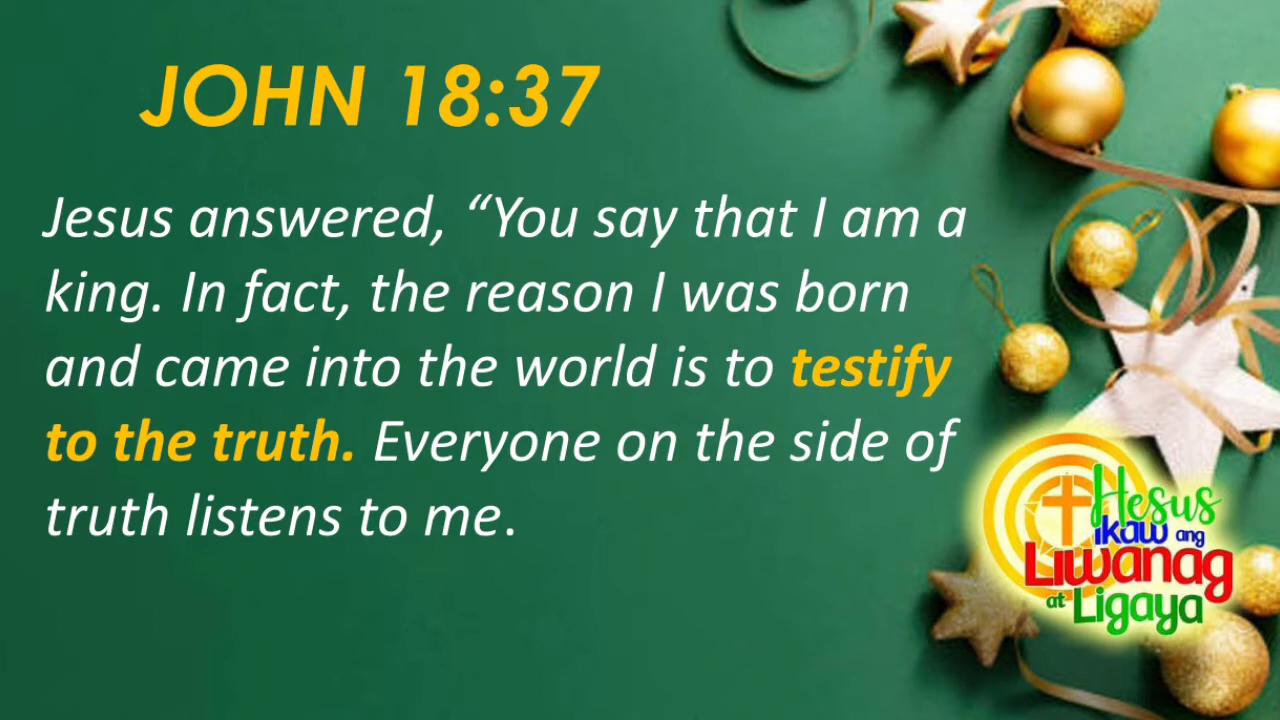 JOHN 18:37
Jesus answered, “You say that I am a
king. In fact, the reason I was born
and came into the world is to testify
to the truth. Everyone on the side of
truth listens to me.
Hesus
ikaw ang
Liwanag
at Ligaya